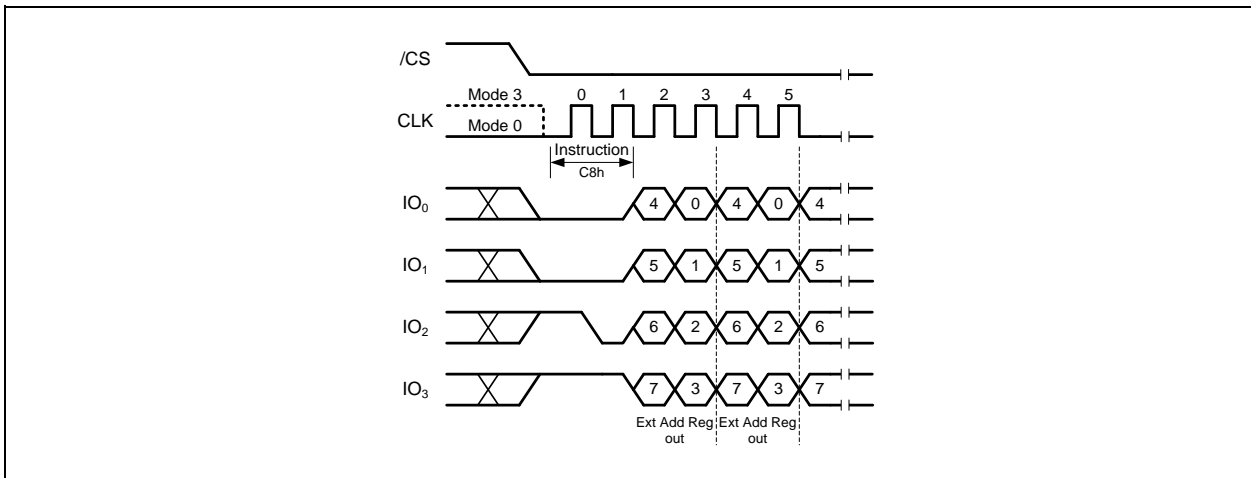 /CS
Mode 3 0 1 2 3 4 5
CLK Mode 0
Instruction
C8h
IO0 4 0 4 0 4
IO1 5 1 5 1 5
IO2 6 2 6 2 6
IO3 7 3 7 3 7
Ext Add Reg Ext Add Reg
out out